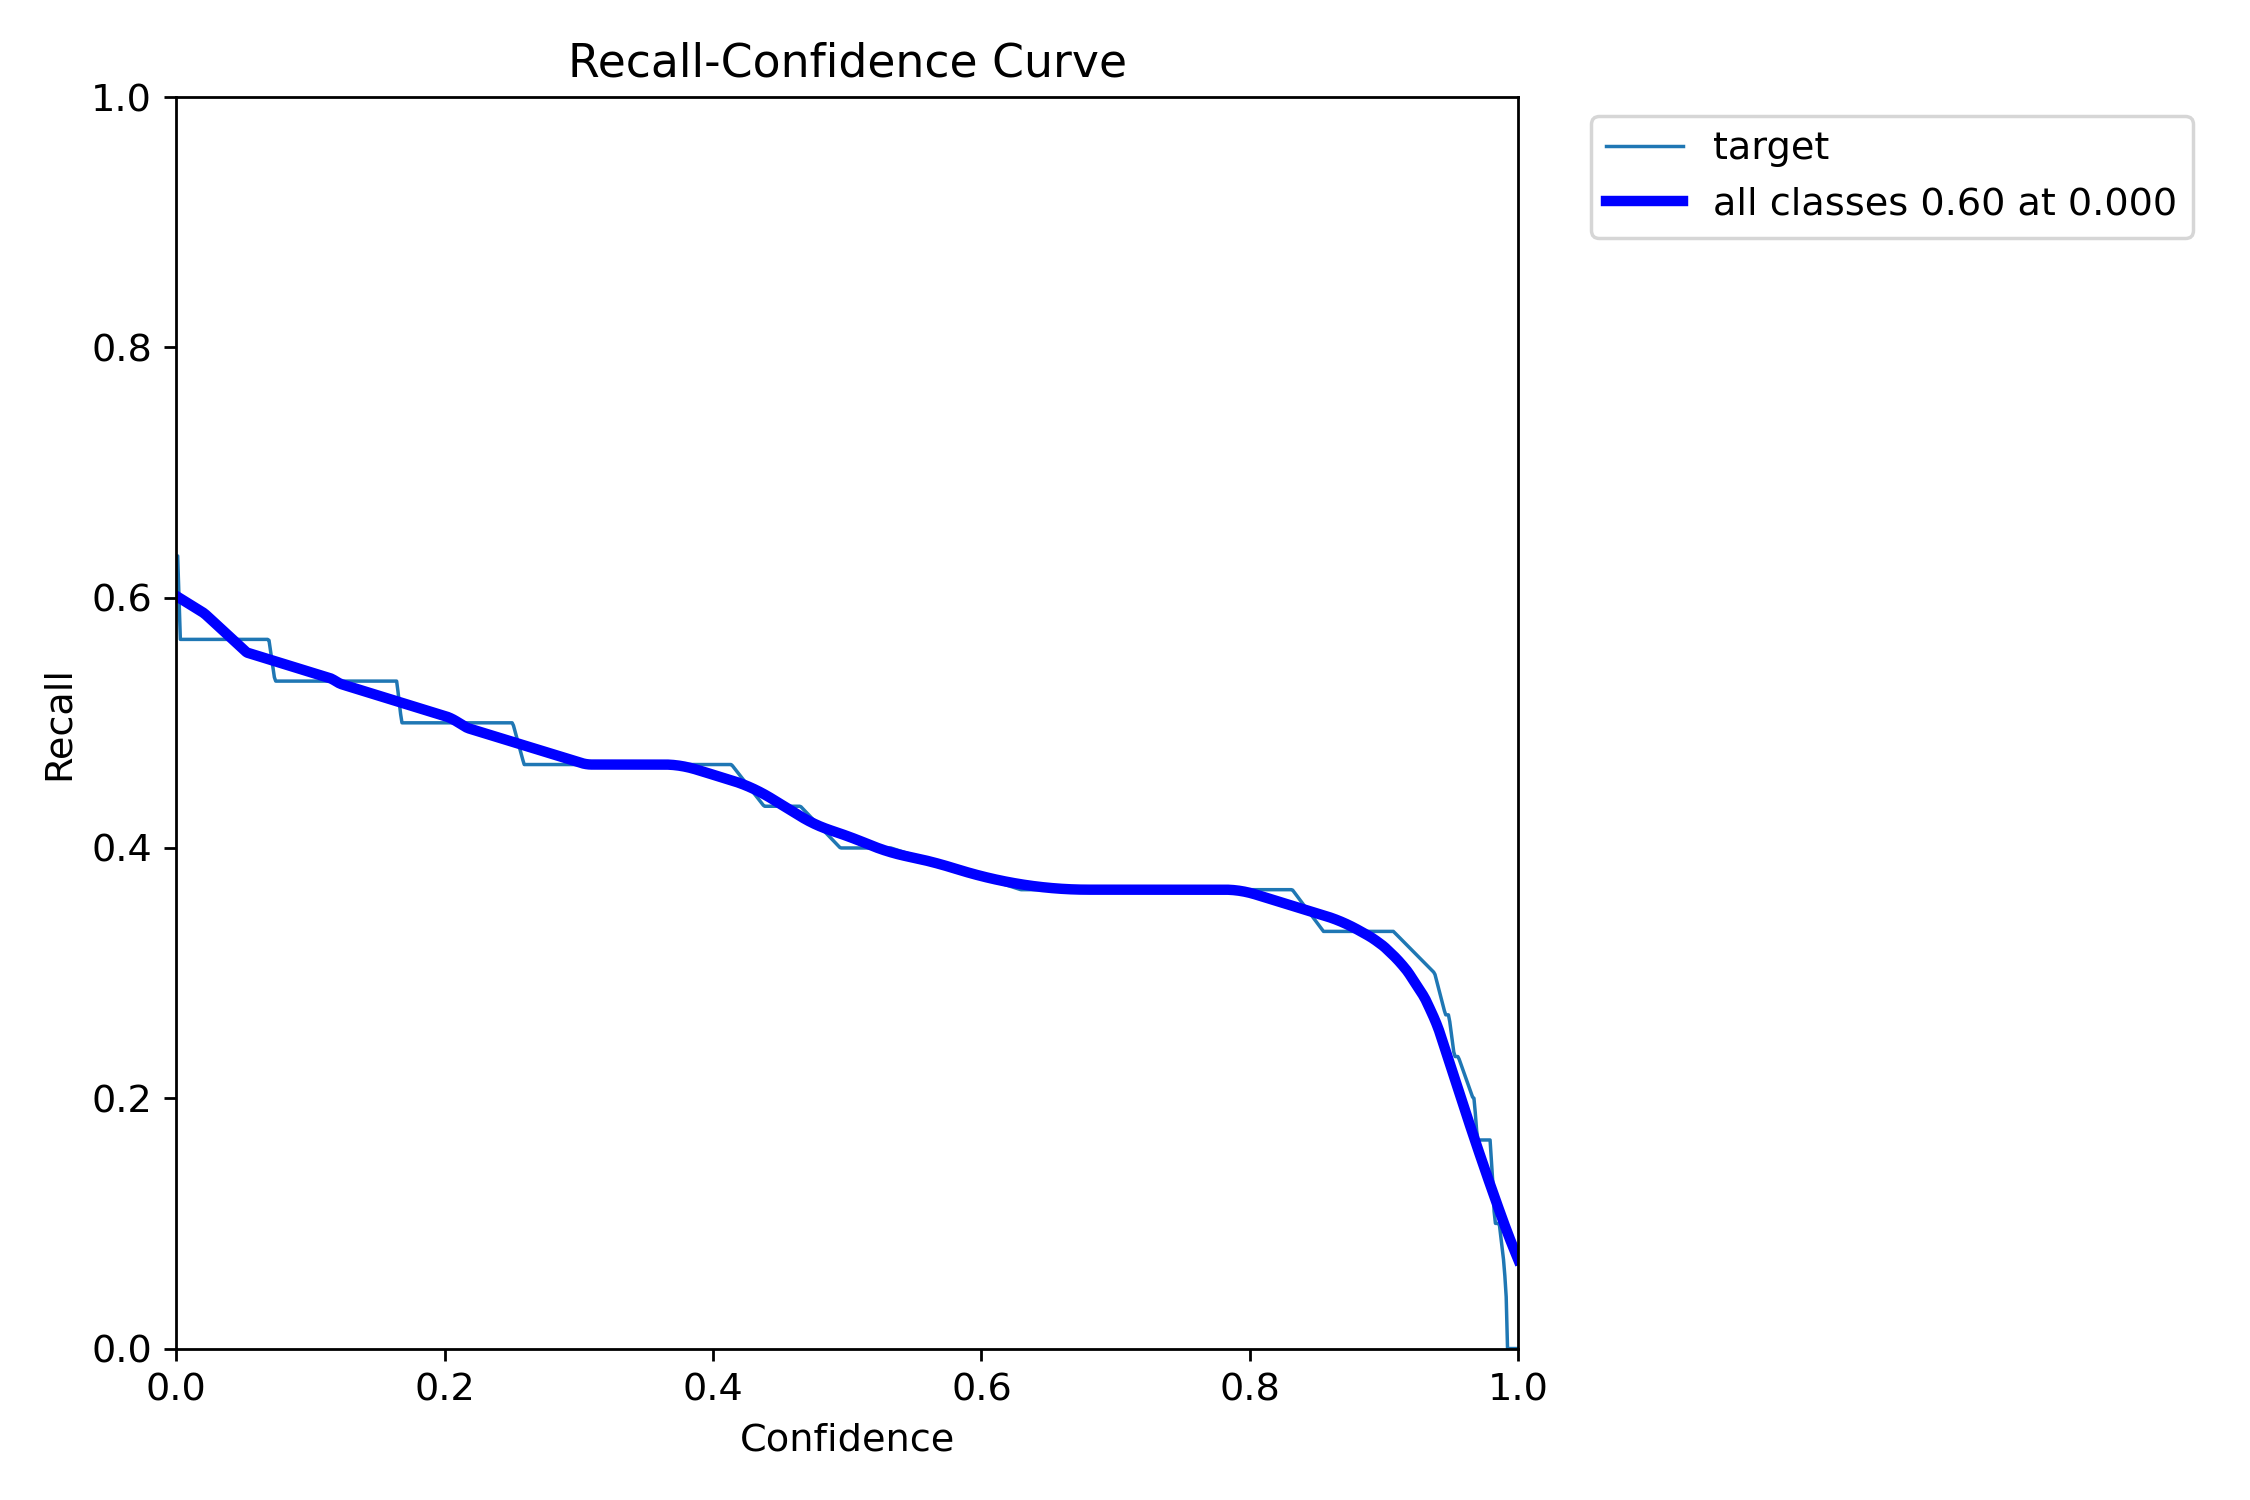 Recall-Confidence Curve
1.0
0.8
0.6
0.4
0.2
0.0
Recall
0.0 0.2 0.4 0.6 0.8 1.0
Confidence
target
all classes 0.60 at 0.000